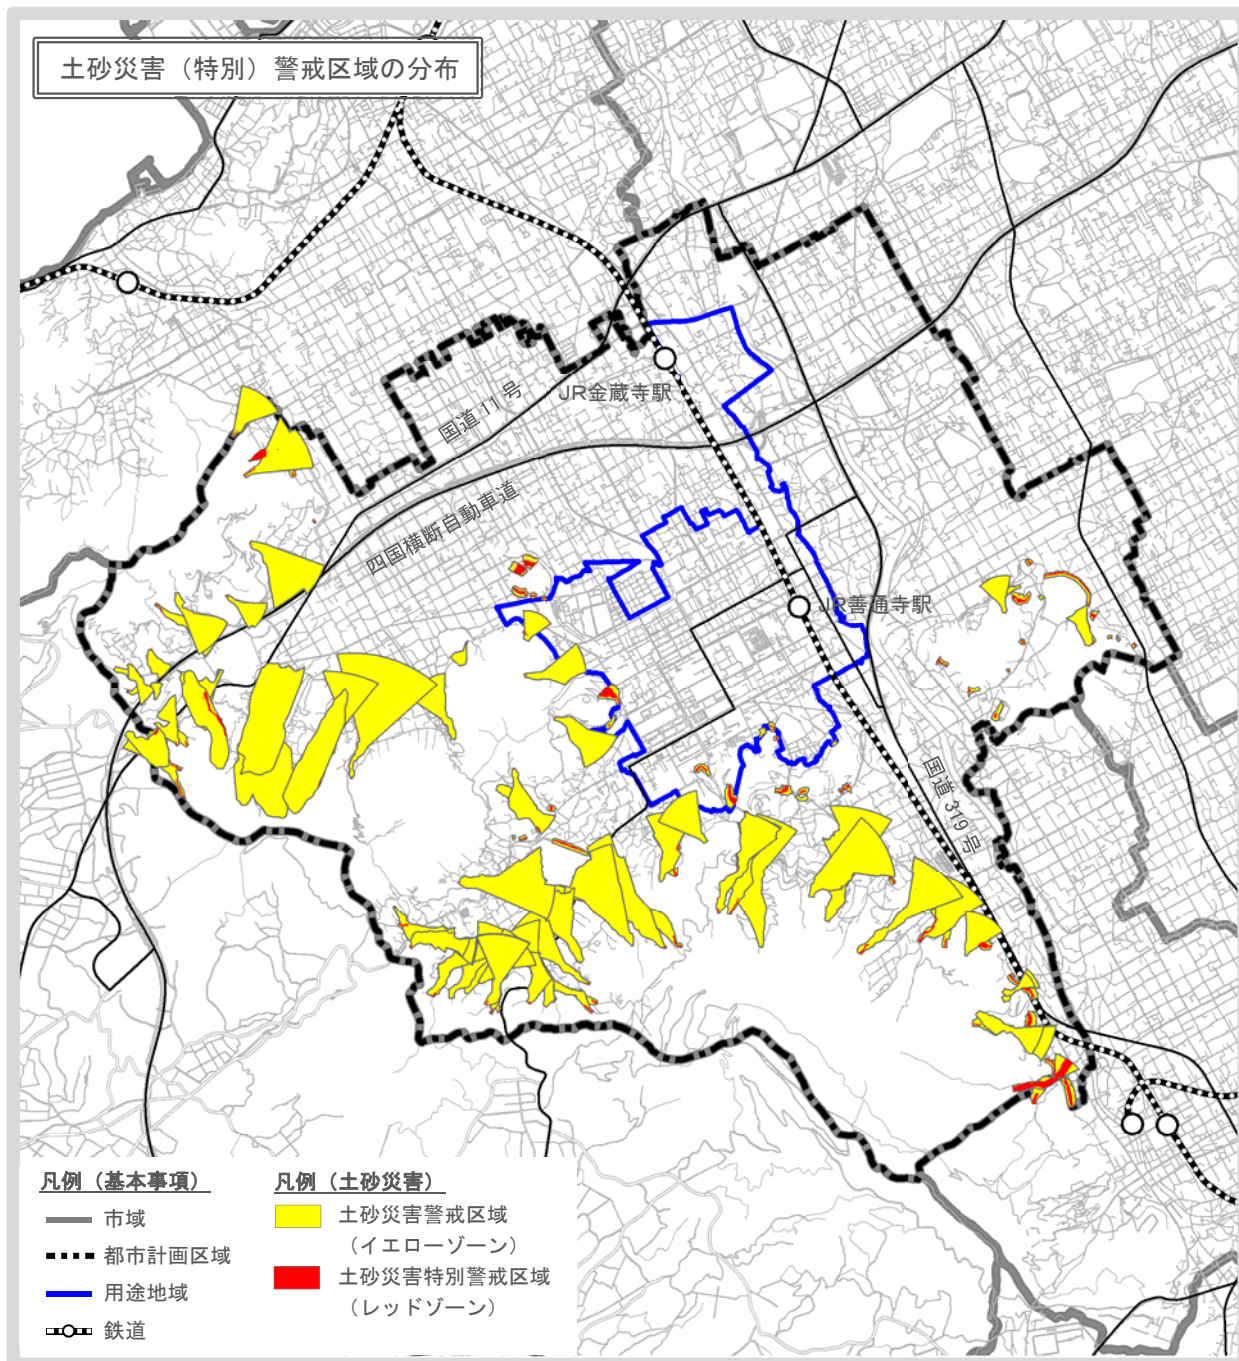 土砂災害（特別）警戒区域の分布
JR金蔵寺駅
国道 11 号
四国横断自動車道
JR善通寺駅
国道 319 号
凡例（基本事項）
市域
都市計画区域
用途地域
鉄道
凡例（土砂災害）
土砂災害警戒区域
（イエローゾーン）
土砂災害特別警戒区域
（レッドゾーン）